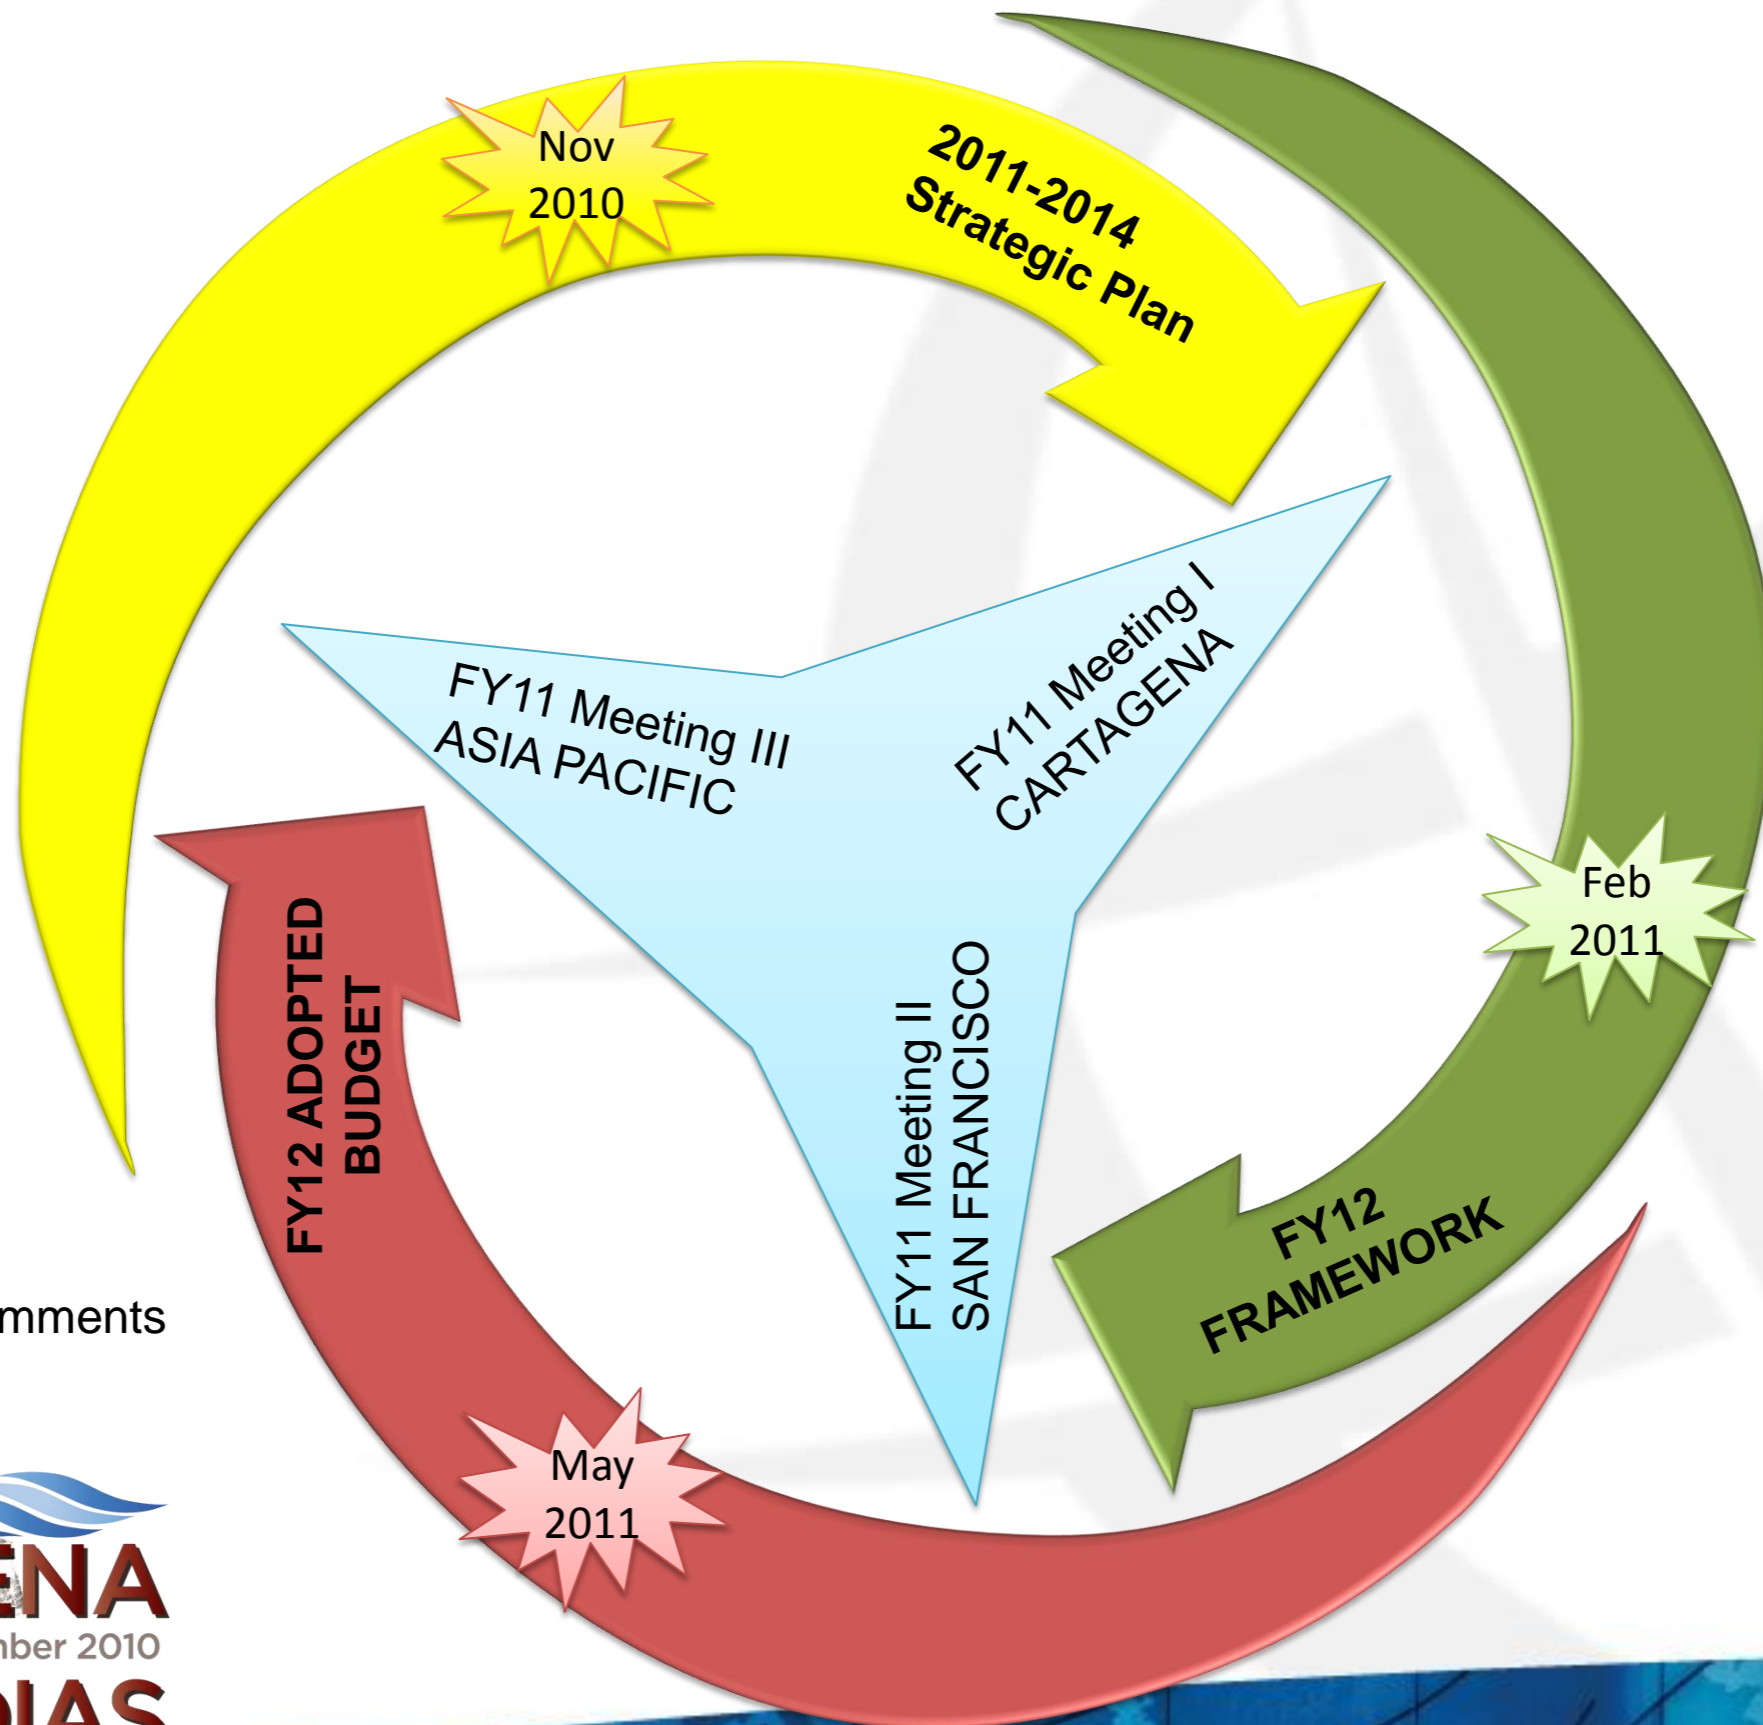 Nov
2010
2011-2014
Strategic Plan
FY11 Meeting I
CARTAGENA
FY11 Meeting III
ASIA PACIFIC
Feb
2011
FY12 ADOPTED
BUDGET
FY11 Meeting II
SAN FRANCISCO
FY12
FRAMEWORK
mments
May
2011
ENA
mber 2010
DIAS